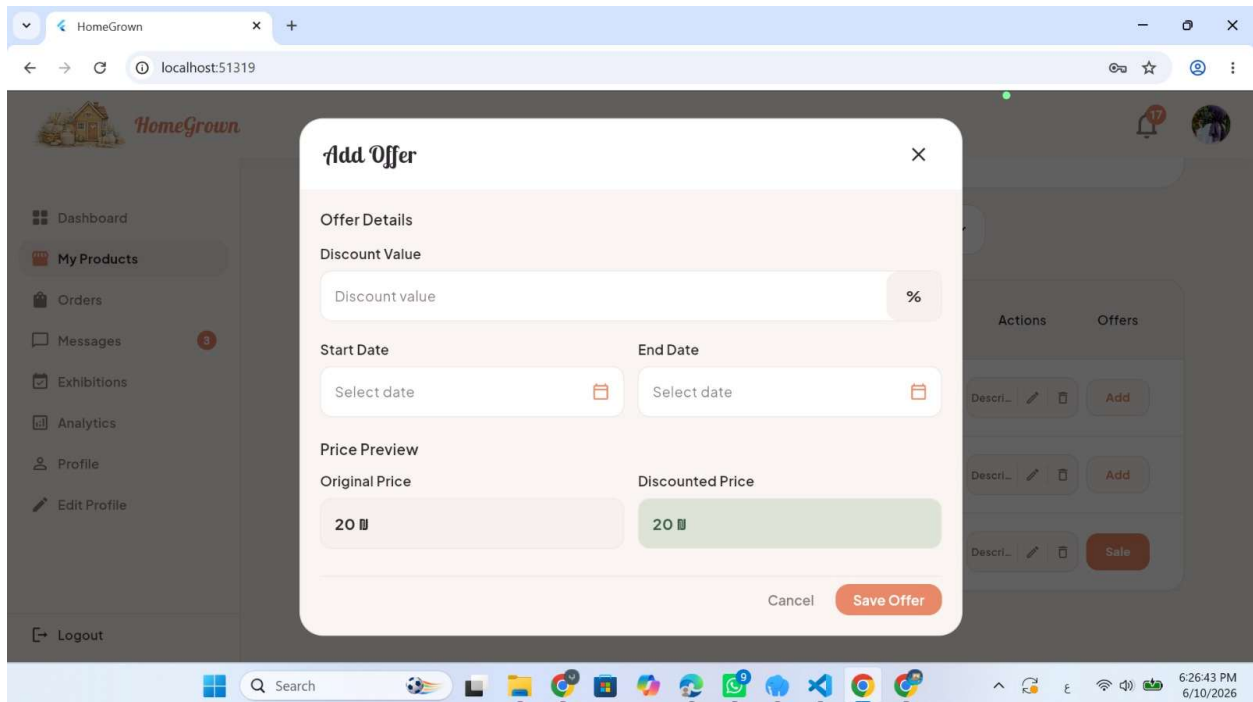 HomeGrown
localhost:51319
HomeGrown
17
Add Offer
Dashboard
My Products
Orders
Messages 3
Exhibitions
Analytics
Profile
Edit Profile
Logout
Offer Details
Discount Value
Discount value %
Start Date End Date
Select date Select date
Price Preview
Original Price Discounted Price
20 ₪ 20 ₪
Cancel Save Offer
Actions Offers
Descri... Add
Descri... Add
Descri... Sale
Search
9
ع
6:26:43 PM
6/10/2026